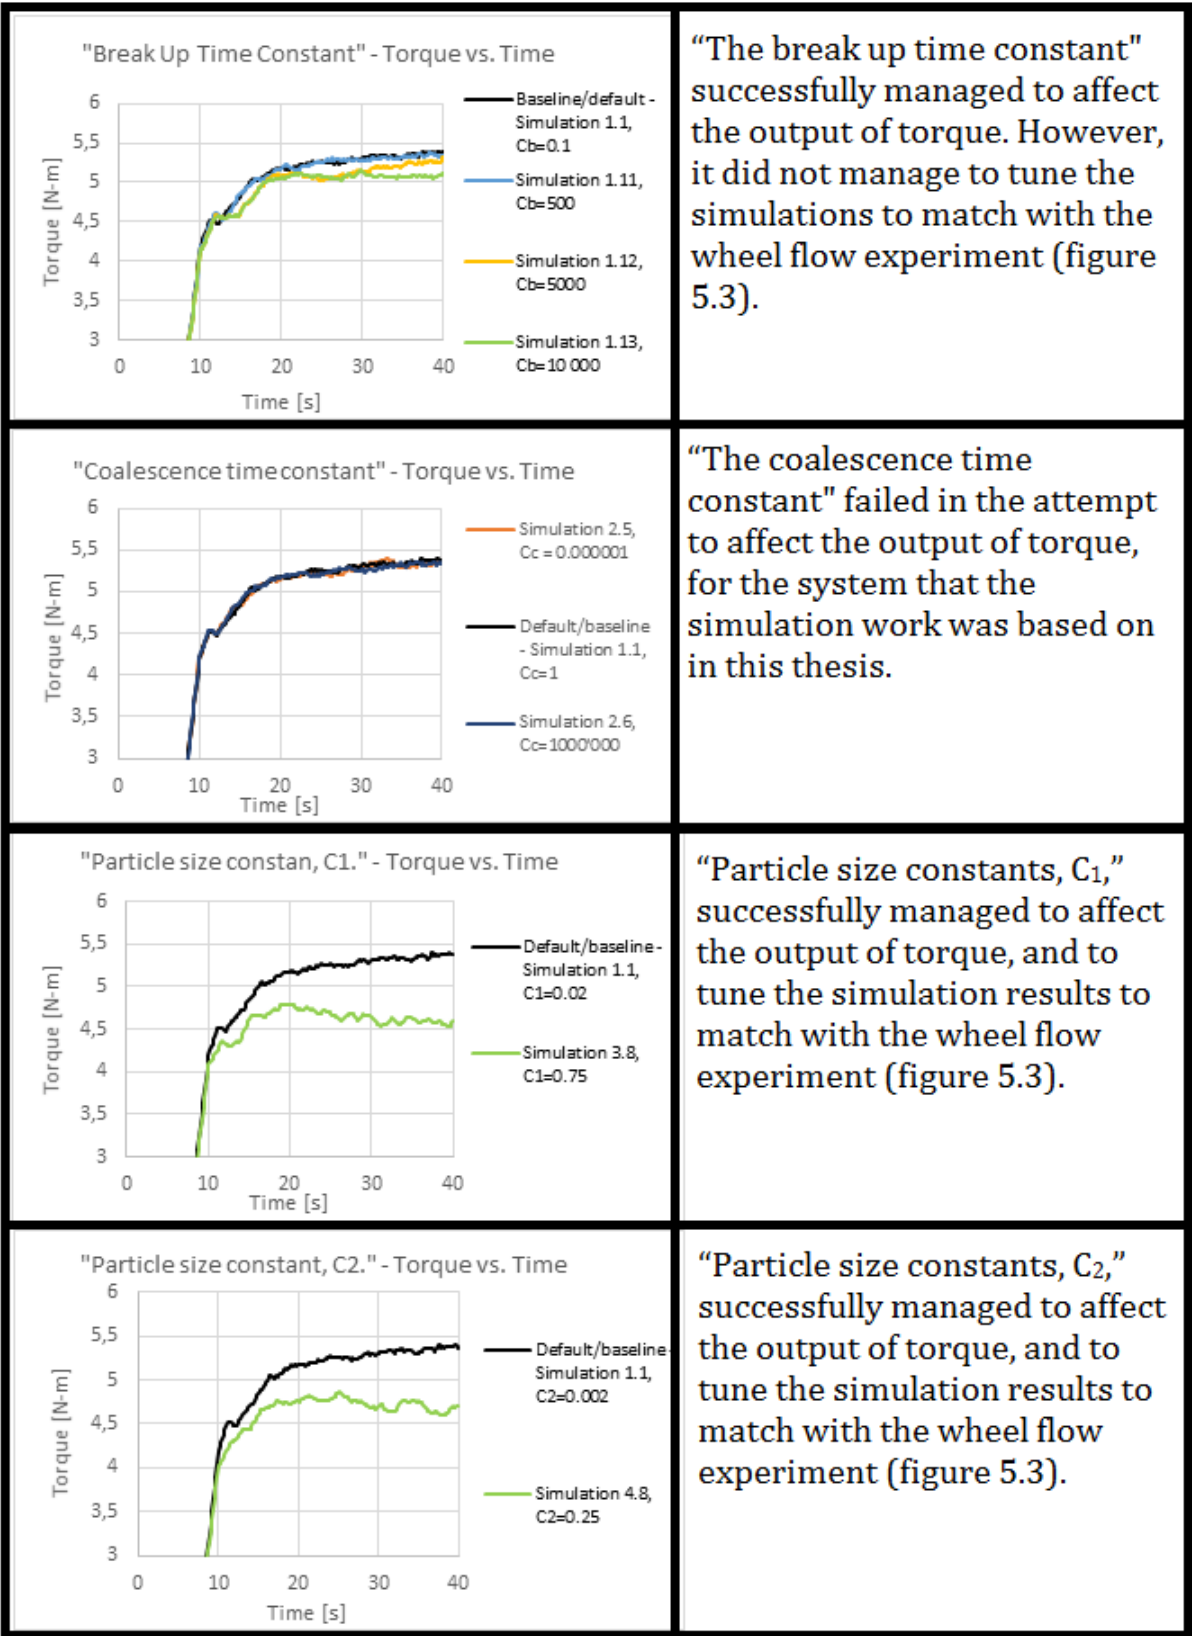 "Break Up Time Constant" - Torque vs. Time
6
5,5
5
4,5
4
3,5
3
Torque [N-m]
0 10 20 30 40
Time [s]
Baseline/default -
Simulation 1.1,
Cb=0.1
Simulation 1.11,
Cb=500
Simulation 1.12,
Cb=5000
Simulation 1.13,
Cb=10 000
“The break up time constant"
successfully managed to affect
the output of torque. However,
it did not manage to tune the
simulations to match with the
wheel flow experiment (figure
5.3).
"Coalescence time constant" - Torque vs. Time
6
5,5
5
4,5
4
3,5
3
Torque [N-m]
0 10 20 30 40
Time [s]
Simulation 2.5,
Cc = 0.000001
Default/baseline
- Simulation 1.1,
Cc=1
Simulation 2.6,
Cc=1000'000
“The coalescence time
constant" failed in the attempt
to affect the output of torque,
for the system that the
simulation work was based on
in this thesis.
"Particle size constan, C1." - Torque vs. Time
6
5,5
5
4,5
4
3,5
3
Torque [N-m]
0 10 20 30 40
Time [s]
Default/baseline -
Simulation 1.1,
C1=0.02
Simulation 3.8,
C1=0.75
“Particle size constants, C₁,”
successfully managed to affect
the output of torque, and to
tune the simulation results to
match with the wheel flow
experiment (figure 5.3).
"Particle size constant, C2." - Torque vs. Time
6
5,5
5
4,5
4
3,5
3
Torque [N-m]
0 10 20 30 40
Time [s]
Default/baseline-
Simulation 1.1,
C2=0.002
Simulation 4.8,
C2=0.25
“Particle size constants, C₂,”
successfully managed to affect
the output of torque, and to
tune the simulation results to
match with the wheel flow
experiment (figure 5.3).